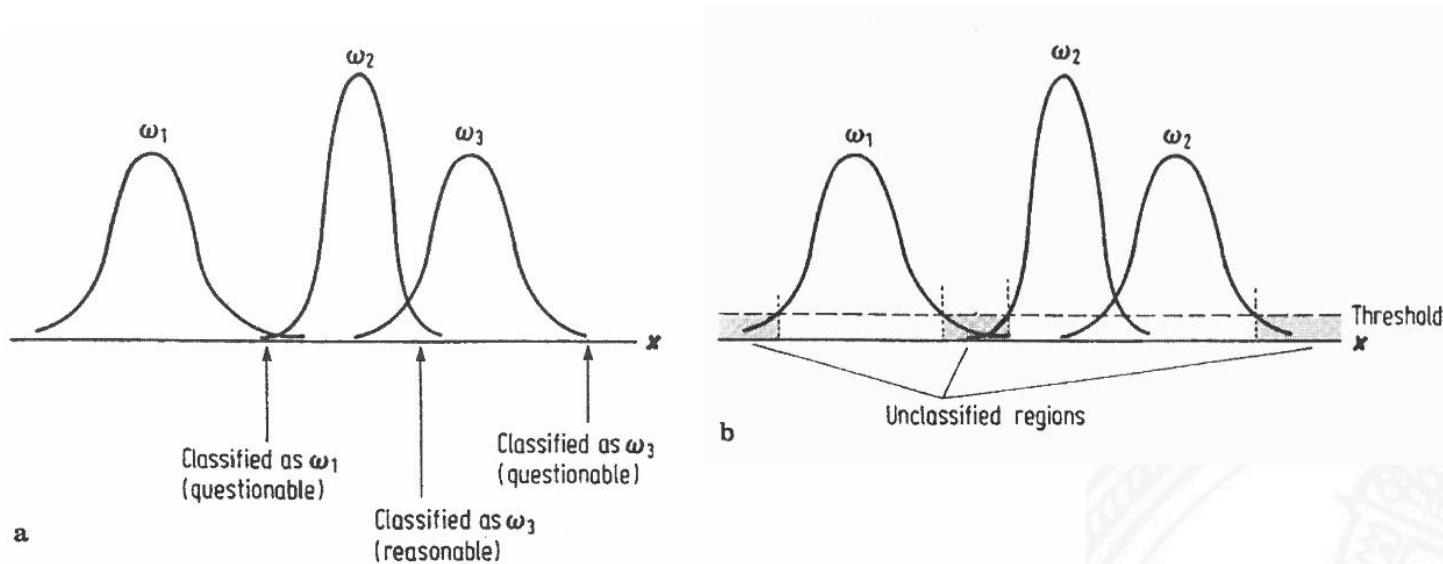 ω₂
ω₁
ω₃
x
Classified as ω₁
(questionable)
Classified as ω₃
(reasonable)
Classified as ω₃
(questionable)
a
ω₂
ω₁
ω₂
Threshold
x
Unclassified regions
b